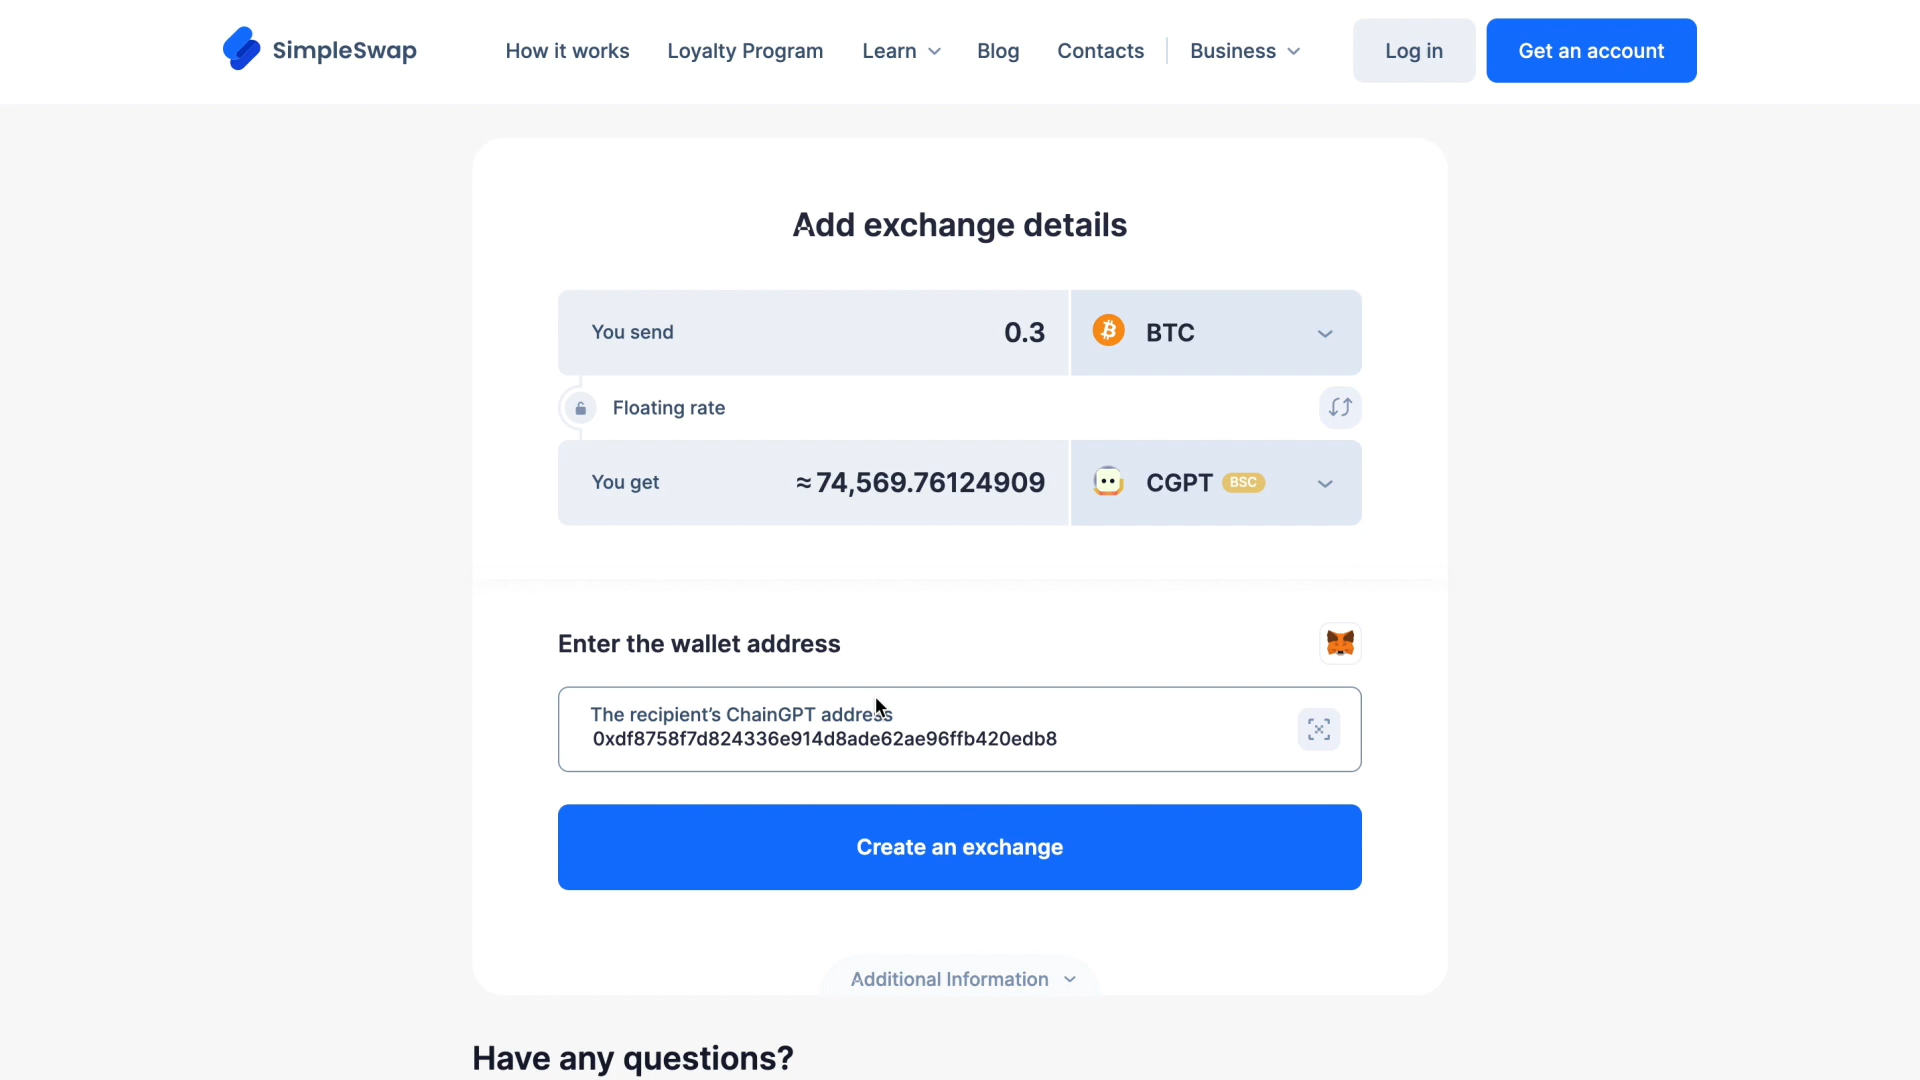 SimpleSwap
How it works Loyalty Program Learn Blog Contacts Business Log in Get an account
Add exchange details
You send 0.3 BTC
Floating rate
You get ≈ 74,569.76124909 CGPT BSC
Enter the wallet address
The recipient's ChainGPT address
0xdf8758f7d824336e914d8ade62ae96ffb420edb8
Create an exchange
Additional Information
Have any questions?